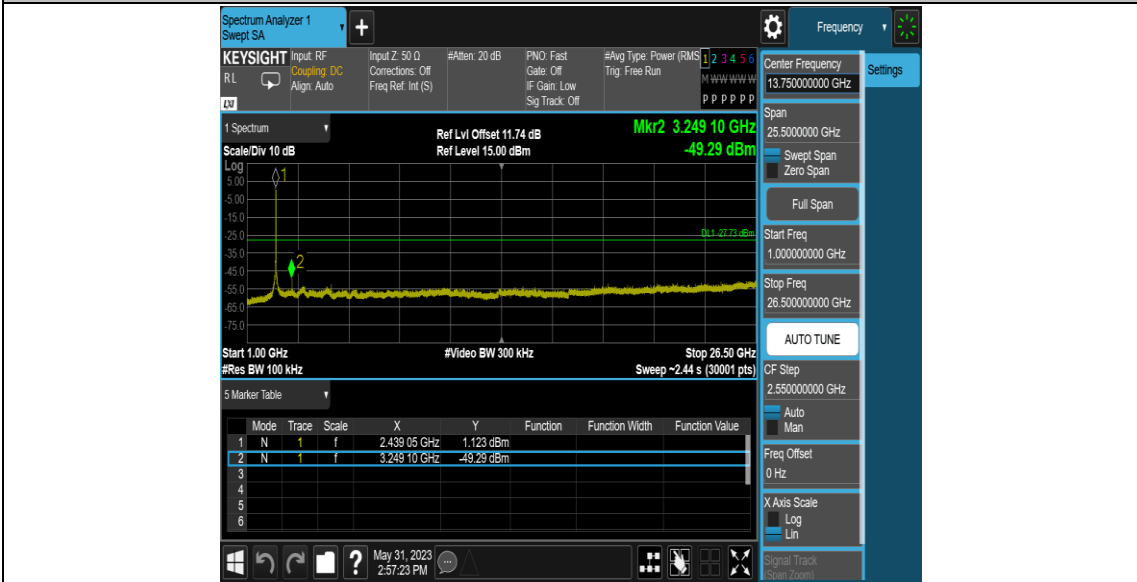 Spectrum Analyzer 1
Swept SA
+
Frequency
KEYSIGHT
RL
LXI
Input: RF
Coupling: DC
Align: Auto
Input Z: 50 Ω
Corrections: Off
Freq Ref: Int (S)
#Atten: 20 dB
PNO: Fast
Gate: Off
IF Gain: Low
Sig Track: Off
#Avg Type: Power (RMS
Trig: Free Run
1 2 3 4 5 6
M W W W W W
P P P P P P
1 Spectrum
Scale/Div 10 dB
Ref Lvl Offset 11.74 dB
Ref Level 15.00 dBm
Mkr2 3.249 10 GHz
-49.29 dBm
Log
5.00
-5.00
-15.0
-25.0
-35.0
-45.0
-55.0
-65.0
-75.0
1
2
DL1 -27.73 dBm
Start 1.00 GHz
#Res BW 100 kHz
#Video BW 300 kHz
Stop 26.50 GHz
Sweep ~2.44 s (30001 pts)
5 Marker Table
Mode Trace Scale X Y Function Function Width Function Value
1 N 1 f 2.439 05 GHz 1.123 dBm
2 N 1 f 3.249 10 GHz -49.29 dBm
3
4
5
6
?
May 31, 2023
2:57:23 PM
Center Frequency
13.750000000 GHz
Settings
Span
25.5000000 GHz
Swept Span
Zero Span
Full Span
Start Freq
1.000000000 GHz
Stop Freq
26.500000000 GHz
AUTO TUNE
CF Step
2.550000000 GHz
Auto
Man
Freq Offset
0 Hz
X Axis Scale
Log
Lin
Signal Track
(Span Zoom)